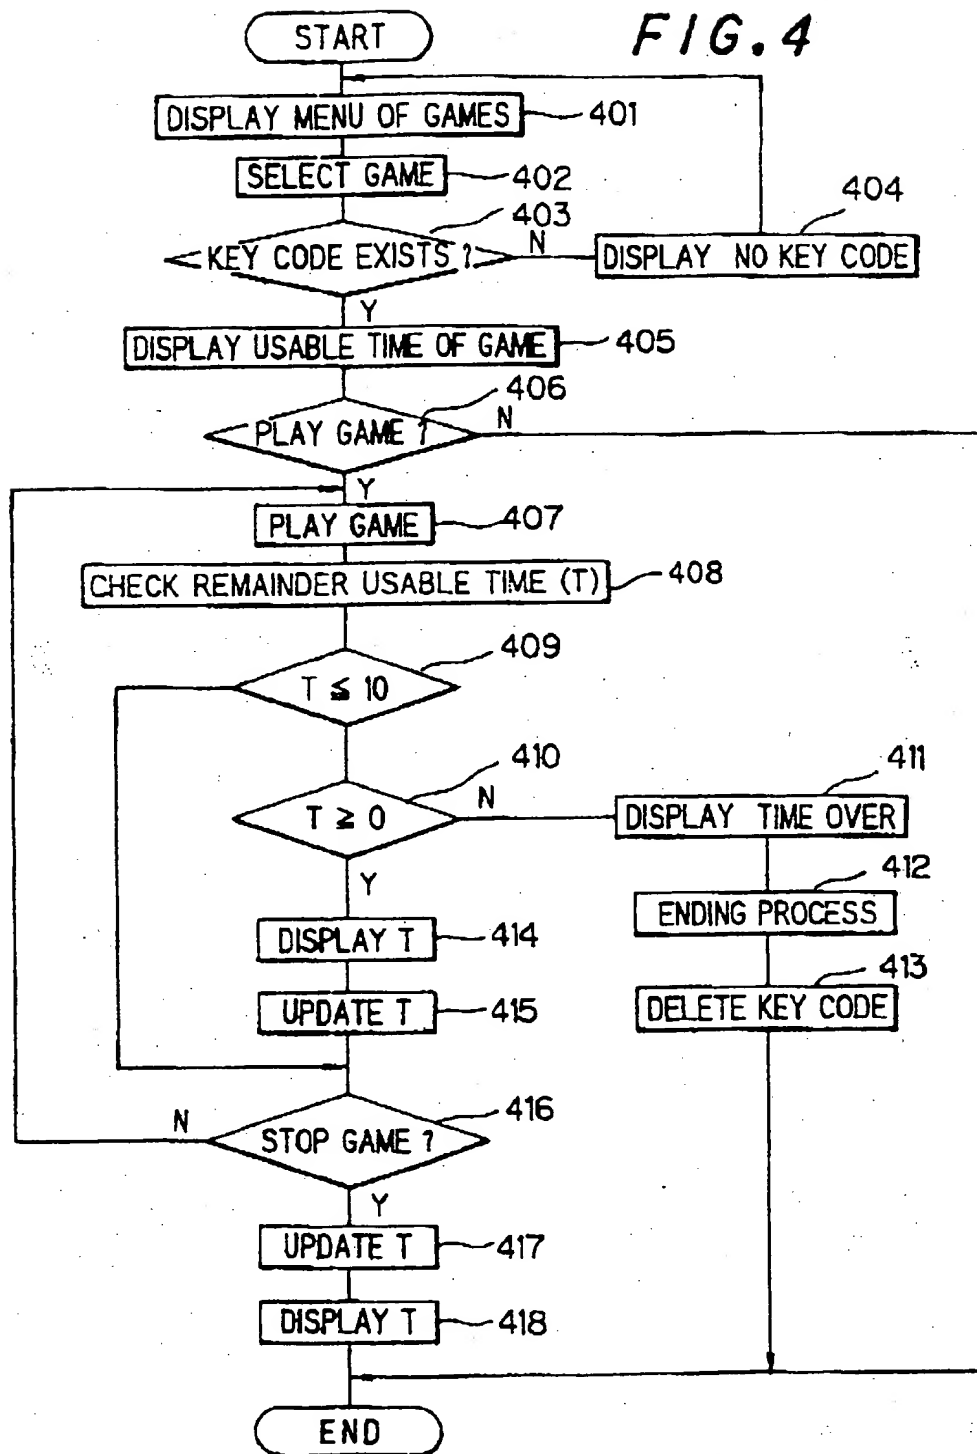 FIG. 4
START
DISPLAY MENU OF GAMES
401
SELECT GAME
402
403
KEY CODE EXISTS ?
N
404
DISPLAY NO KEY CODE
Y
DISPLAY USABLE TIME OF GAME
405
406
PLAY GAME ?
N
Y
PLAY GAME
407
CHECK REMAINDER USABLE TIME (T)
408
409
T ≦ 10
410
T ≧ 0
N
411
DISPLAY TIME OVER
Y
412
ENDING PROCESS
DISPLAY T
414
413
DELETE KEY CODE
UPDATE T
415
416
N
STOP GAME ?
Y
UPDATE T
417
DISPLAY T
418
END